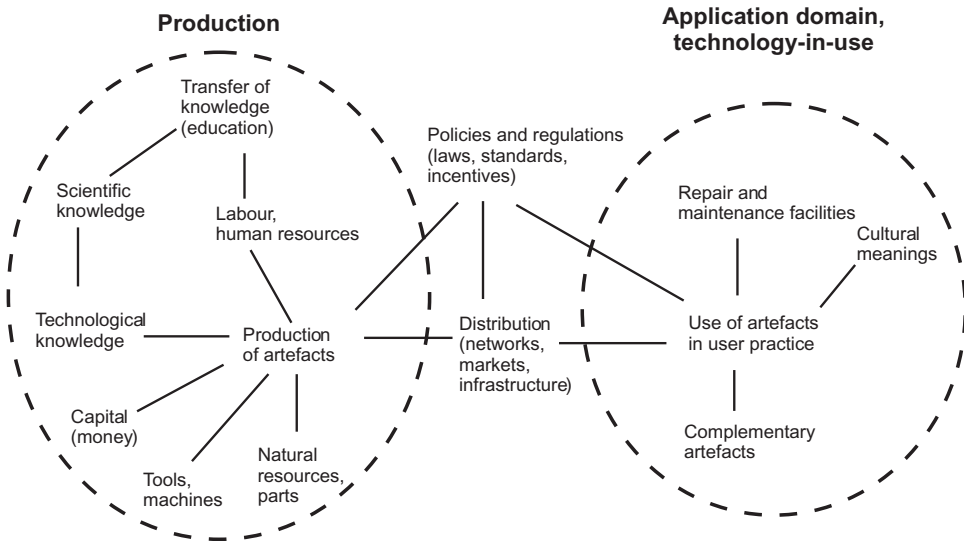 Production
Application domain,
technology-in-use
Transfer of
knowledge
(education)
Scientific
knowledge
Labour,
human resources
Technological
knowledge
Production
of artefacts
Capital
(money)
Tools,
machines
Natural
resources,
parts
Policies and regulations
(laws, standards,
incentives)
Distribution
(networks,
markets,
infrastructure)
Repair and
maintenance facilities
Cultural
meanings
Use of artefacts
in user practice
Complementary
artefacts